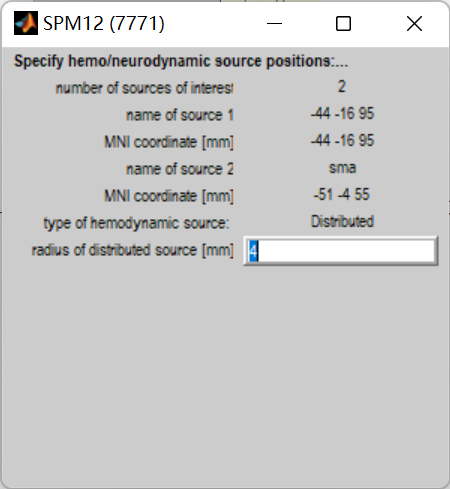 SPM12 (7771)
Specify hemo/neurodynamic source positions:...
number of sources of interest 2
name of source 1 -44 -16 95
MNI coordinate [mm] -44 -16 95
name of source 2 sma
MNI coordinate [mm] -51 -4 55
type of hemodynamic source: Distributed
radius of distributed source [mm] 4